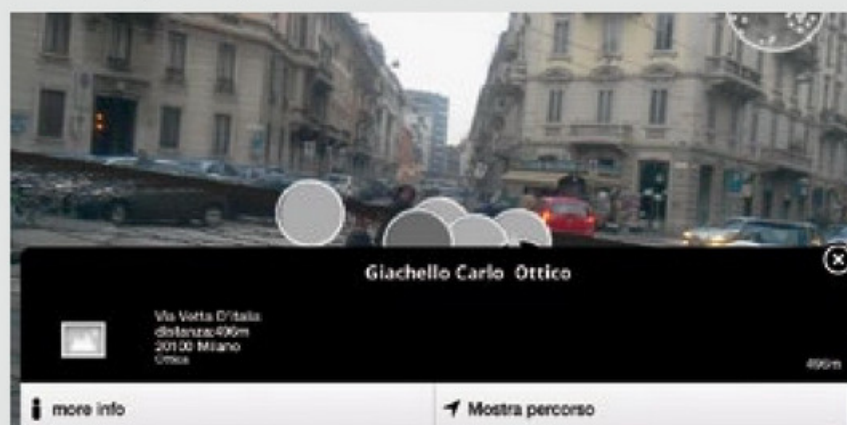 Giachello Carlo Ottico
Via Vetta D'Italia
distanza:496m
20100 Milano
Ottica
496m
more info
Mostra percorso